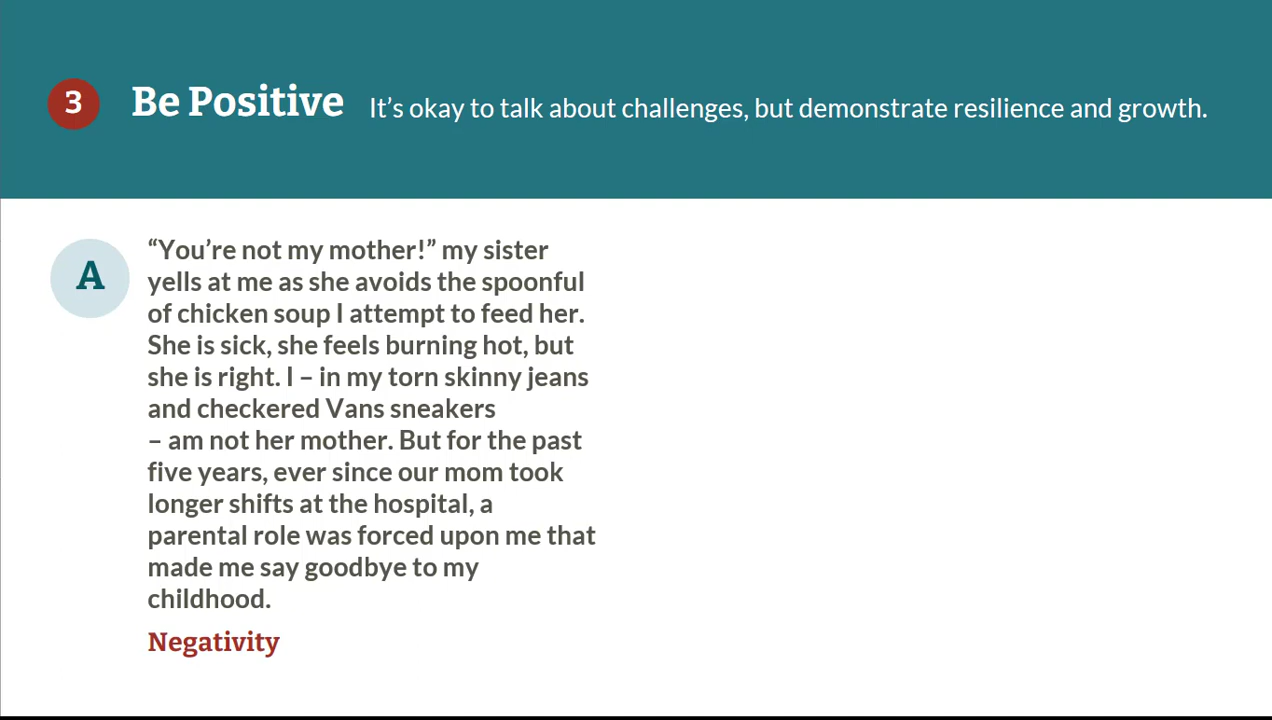 3 Be Positive It’s okay to talk about challenges, but demonstrate resilience and growth.
A
“You’re not my mother!” my sister
yells at me as she avoids the spoonful
of chicken soup I attempt to feed her.
She is sick, she feels burning hot, but
she is right. I – in my torn skinny jeans
and checkered Vans sneakers
– am not her mother. But for the past
five years, ever since our mom took
longer shifts at the hospital, a
parental role was forced upon me that
made me say goodbye to my
childhood.
Negativity